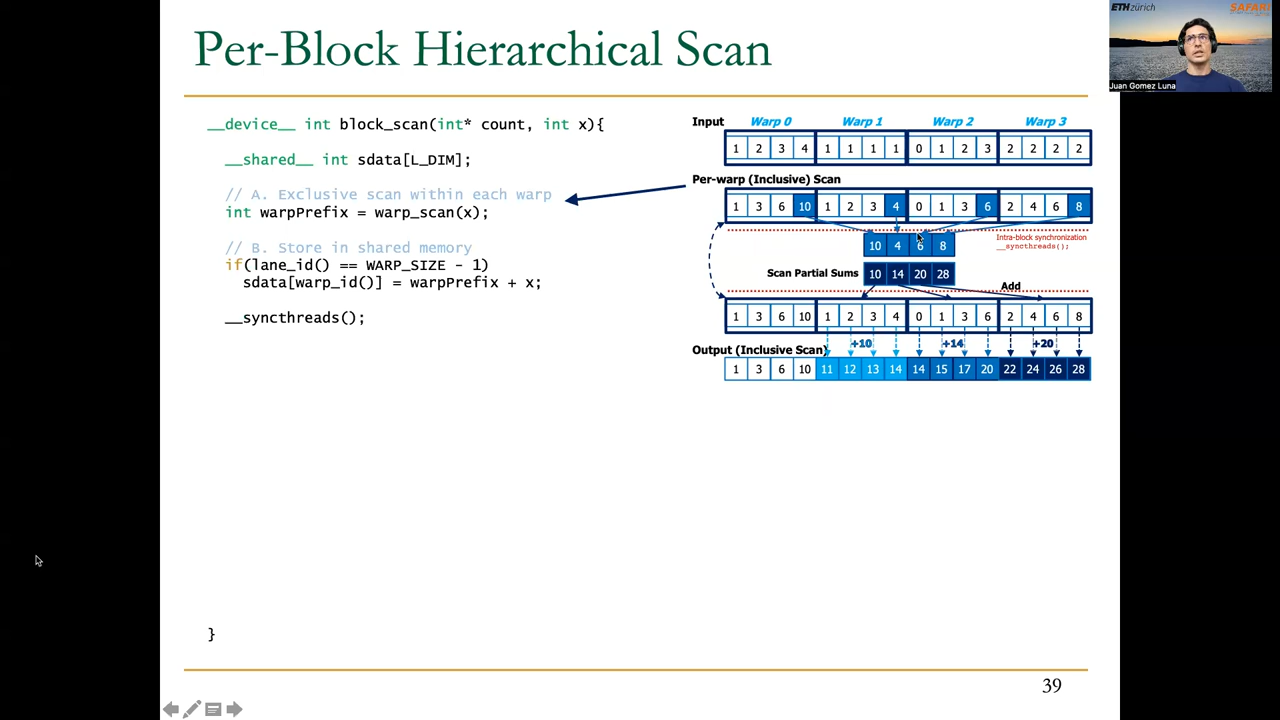 Per-Block Hierarchical Scan
ETH zürich
SAFARI
Juan Gomez Luna
__device__ int block_scan(int* count, int x){
__shared__ int sdata[L_DIM];
// A. Exclusive scan within each warp
int warpPrefix = warp_scan(x);
// B. Store in shared memory
if(lane_id() == WARP_SIZE - 1)
sdata[warp_id()] = warpPrefix + x;
__syncthreads();
}
Input Warp 0 Warp 1 Warp 2 Warp 3
1 2 3 4 1 1 1 1 0 1 2 3 2 2 2 2
Per-warp (Inclusive) Scan
1 3 6 10 1 2 3 4 0 1 3 6 2 4 6 8
Intra-block synchronization
__syncthreads();
10 4 6 8
Scan Partial Sums 10 14 20 28
Add
1 3 6 10 1 2 3 4 0 1 3 6 2 4 6 8
+10 +14 +20
Output (Inclusive Scan)
1 3 6 10 11 12 13 14 14 15 17 20 22 24 26 28
39